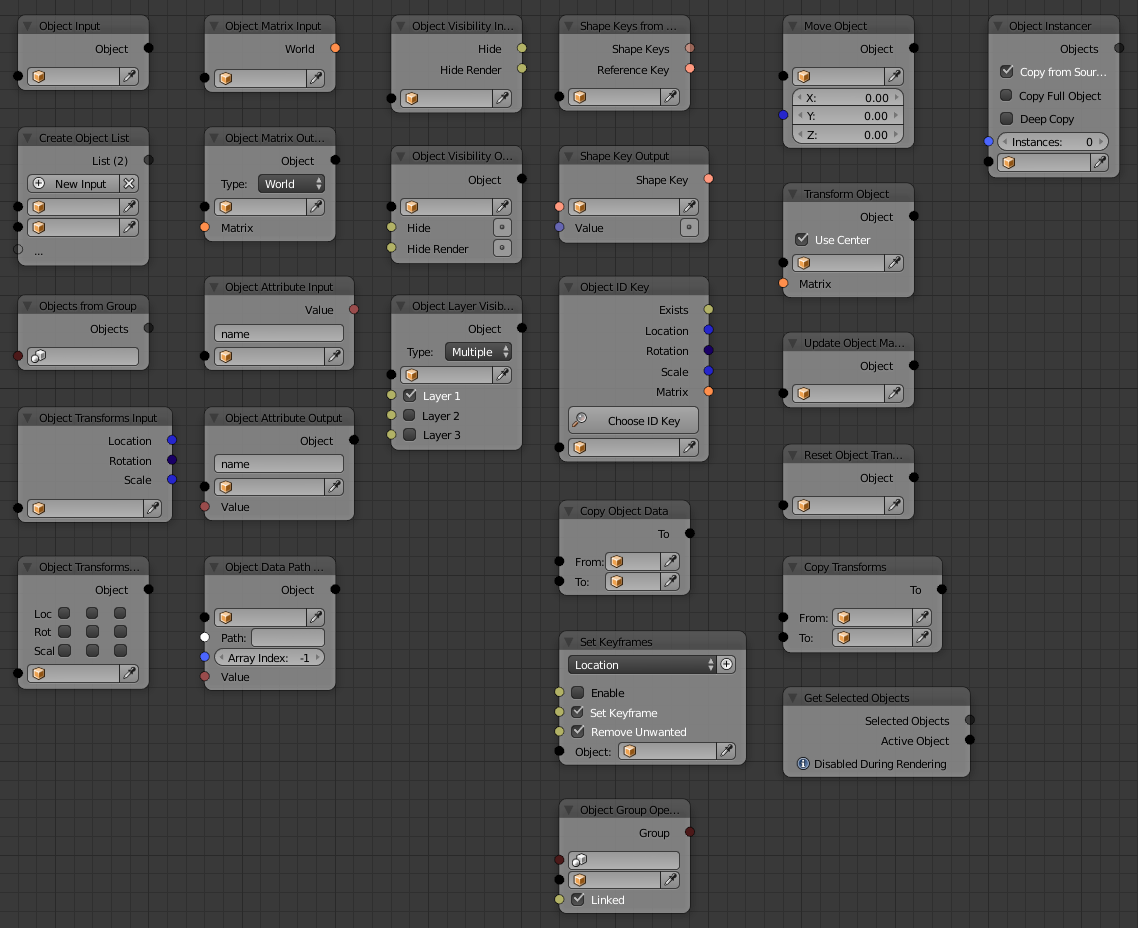 Object Input
Object
Create Object List
List (2)
New Input
...
Objects from Group
Objects
Object Transforms Input
Location
Rotation
Scale
Object Transforms...
Object
Loc
Rot
Scal
Object Matrix Input
World
Object Matrix Out...
Object
Type: World
Matrix
Object Attribute Input
Value
name
Object Attribute Output
Object
name
Value
Object Data Path ...
Object
Path:
Array Index: -1
Value
Object Visibility In...
Hide
Hide Render
Object Visibility O...
Object
Hide
Hide Render
Object Layer Visib...
Object
Type: Multiple
Layer 1
Layer 2
Layer 3
Shape Keys from ...
Shape Keys
Reference Key
Shape Key Output
Shape Key
Value
Object ID Key
Exists
Location
Rotation
Scale
Matrix
Choose ID Key
Copy Object Data
To
From:
To:
Set Keyframes
Location
Enable
Set Keyframe
Remove Unwanted
Object:
Object Group Ope...
Group
Linked
Move Object
Object
X: 0.00
Y: 0.00
Z: 0.00
Transform Object
Object
Use Center
Matrix
Update Object Ma...
Object
Reset Object Tran...
Object
Copy Transforms
To
From:
To:
Get Selected Objects
Selected Objects
Active Object
Disabled During Rendering
Object Instancer
Objects
Copy from Sour...
Copy Full Object
Deep Copy
Instances: 0